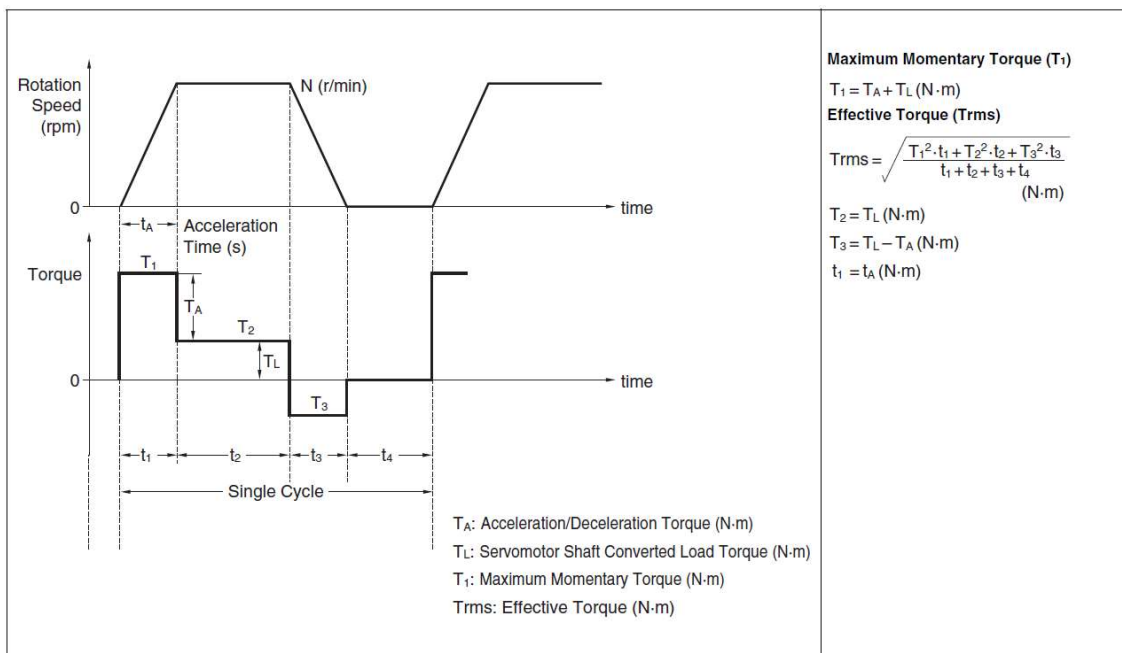 Rotation
Speed
(rpm)
N (r/min)
0
time
tA
Acceleration
Time (s)
Torque
T1
TA
T2
TL
0
time
T3
t1
t2
t3
t4
Single Cycle
TA: Acceleration/Deceleration Torque (N·m)
TL: Servomotor Shaft Converted Load Torque (N·m)
T1: Maximum Momentary Torque (N·m)
Trms: Effective Torque (N·m)
Maximum Momentary Torque (T1)
T1 = TA + TL (N·m)
Effective Torque (Trms)
Trms = √ T1²·t1 + T2²·t2 + T3²·t3
t1 + t2 + t3 + t4
(N·m)
T2 = TL (N·m)
T3 = TL – TA (N·m)
t1 = tA (N·m)